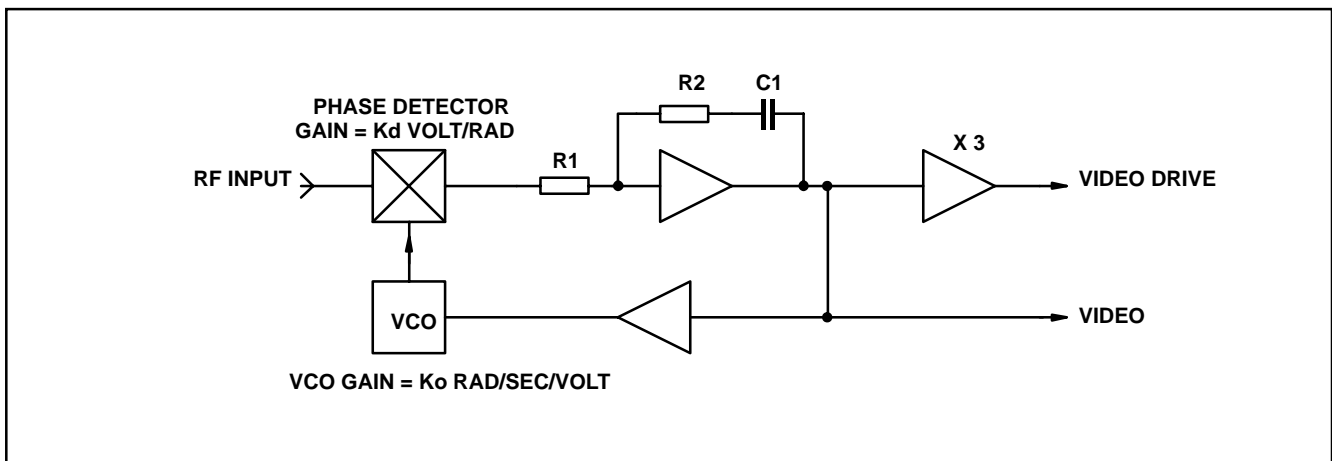 R2 C1
PHASE DETECTOR
GAIN = Kd VOLT/RAD
X 3
R1
RF INPUT
VIDEO DRIVE
VCO
VIDEO
VCO GAIN = Ko RAD/SEC/VOLT